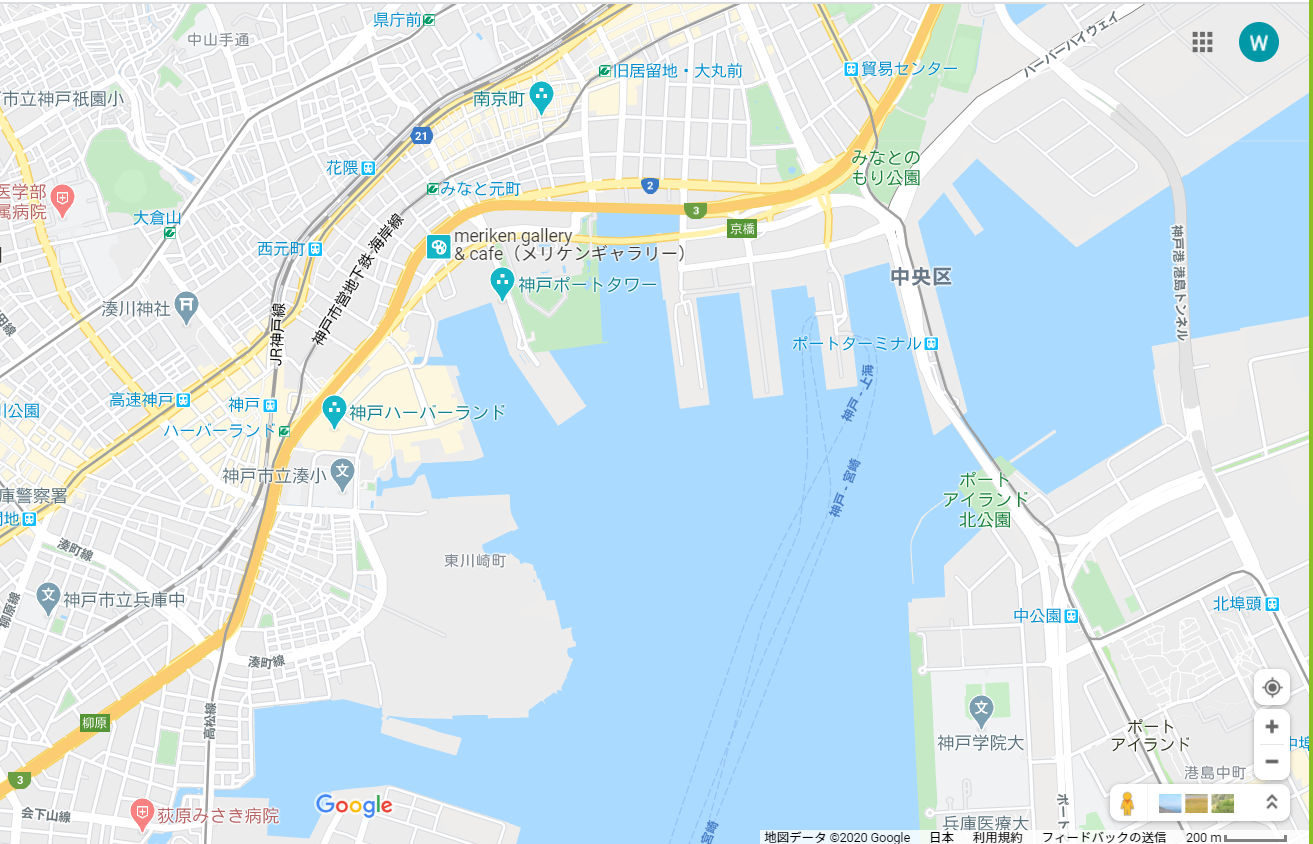 県庁前
中山手通
W
ハーバーハイウェイ
旧居留地・大丸前
貿易センター
市立神戸祇園小
南京町
21
花隈
みなとの
もり公園
みなと元町
2
医学部
属病院
大倉山
3
京橋
西元町
meriken gallery
& cafe（メリケンギャラリー）
神戸市営地下鉄海岸線
神戸港 港島トンネル
中央区
神戸ポートタワー
湊川神社
JR神戸線
ポートターミナル
神戸 - 上海
高速神戸
神戸
神戸ハーバーランド
川公園
ハーバーランド
文
神戸市立湊小
神戸 - 宮崎
ポート
アイランド
北公園
庫警察署
湊町線
東川崎町
文
神戸市立兵庫中
柳原線
中公園
北埠頭
湊町線
高松線
柳原
文
神戸学院大
ポート
アイランド
港島中町
3
会下山線
荻原みさき病院
Google
宮崎
兵庫医療大
地図データ ©2020 Google
日本
利用規約
フィードバックの送信
200 m